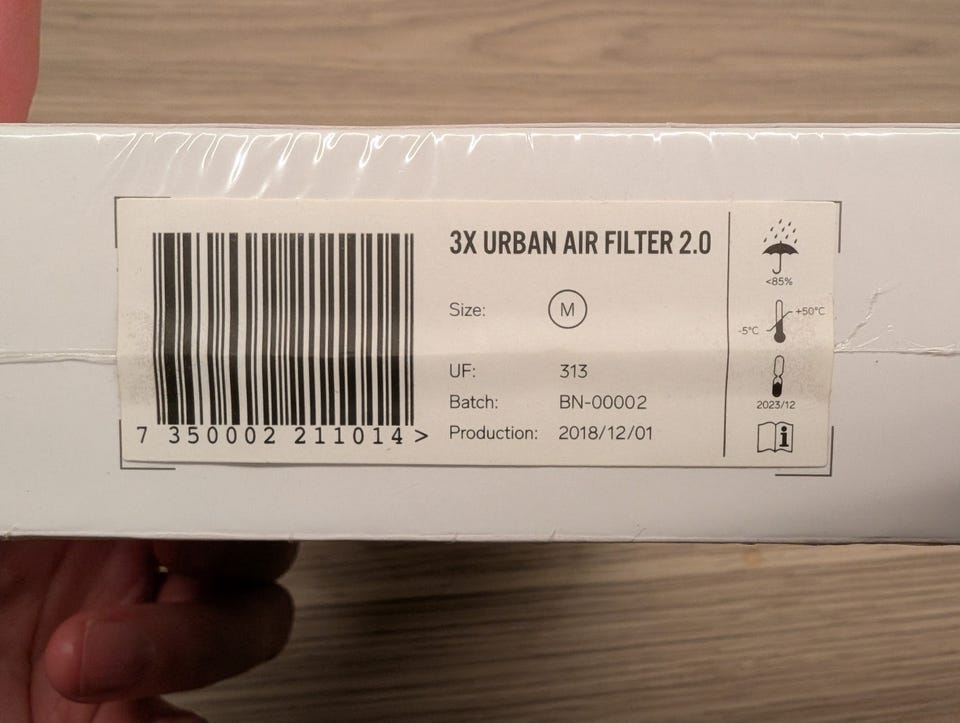 3X URBAN AIR FILTER 2.0
Size: M
UF: 313
Batch: BN-00002
Production: 2018/12/01
7 350002 211014 >
<85%
+50°C
-5°C
2023/12
i